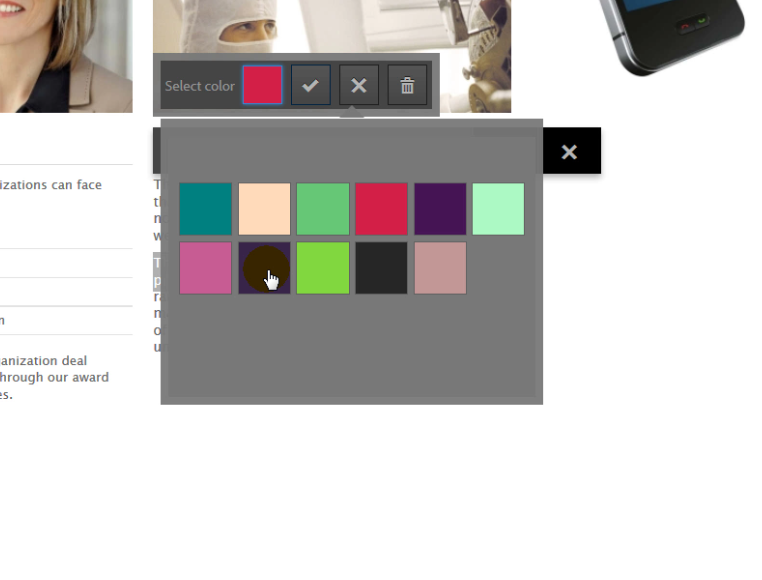 Select color
izations can face
n
anization deal
hrough our award
es.